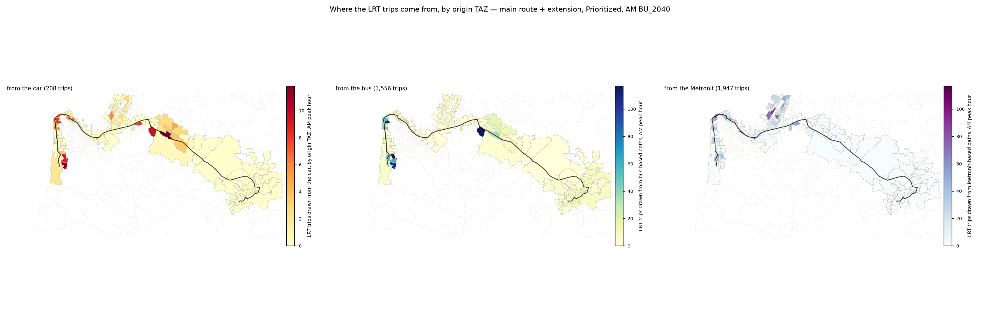 Where the LRT trips come from, by origin TAZ — main route + extension, Prioritized, AM BU_2040
from the car (208 trips)
10
8
6
4
2
0
LRT trips drawn from the car, by origin TAZ, AM peak hour
from the bus (1,556 trips)
100
80
60
40
20
0
LRT trips drawn from bus-based paths, AM peak hour
from the Metronit (1,947 trips)
100
80
60
40
20
0
LRT trips drawn from Metronit-based paths, AM peak hour